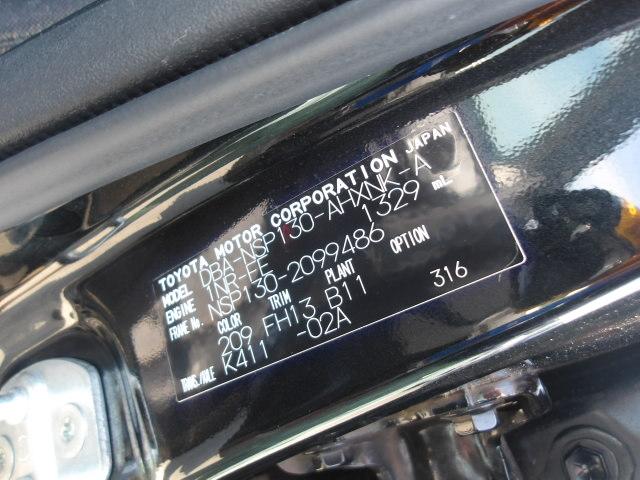 TOYOTA MOTOR CORPORATION JAPAN
MODEL DBA-NSP130-AHXNK-A
ENGINE 1NR-FE 1329 mL
FRAME No. NSP130-2099486
COLOR TRIM PLANT OPTION
209 FH13 B11 316
TRANS./AXLE K411 -02A